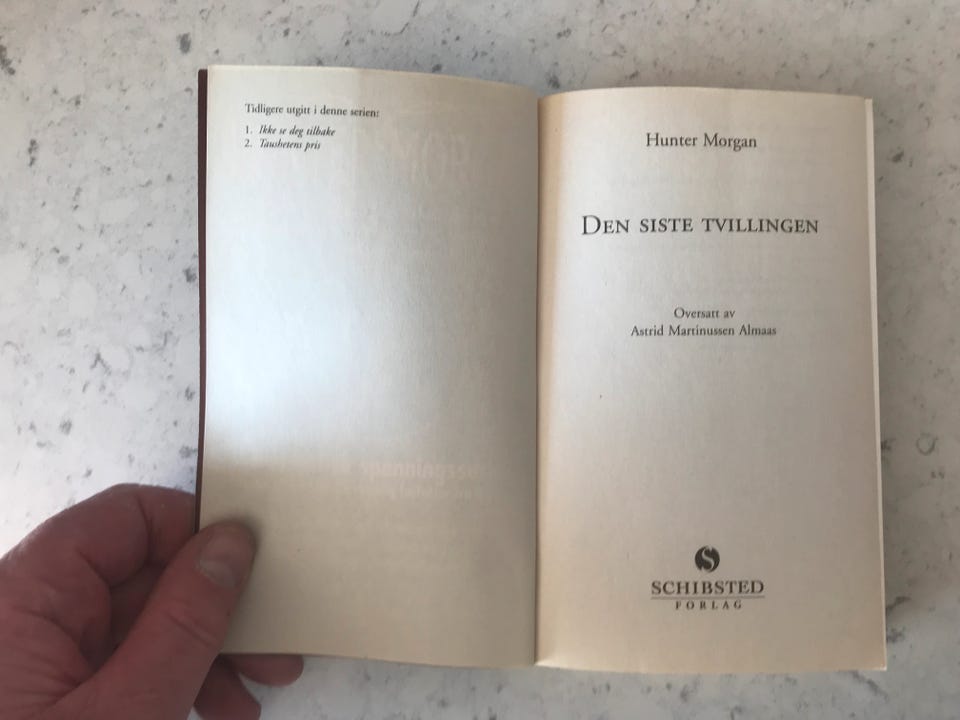 Tidligere utgitt i denne serien:
1. Ikke se deg tilbake
2. Taushetens pris
Hunter Morgan
DEN SISTE TVILLINGEN
Oversatt av
Astrid Martinussen Almaas
S
SCHIBSTED
FORLAG